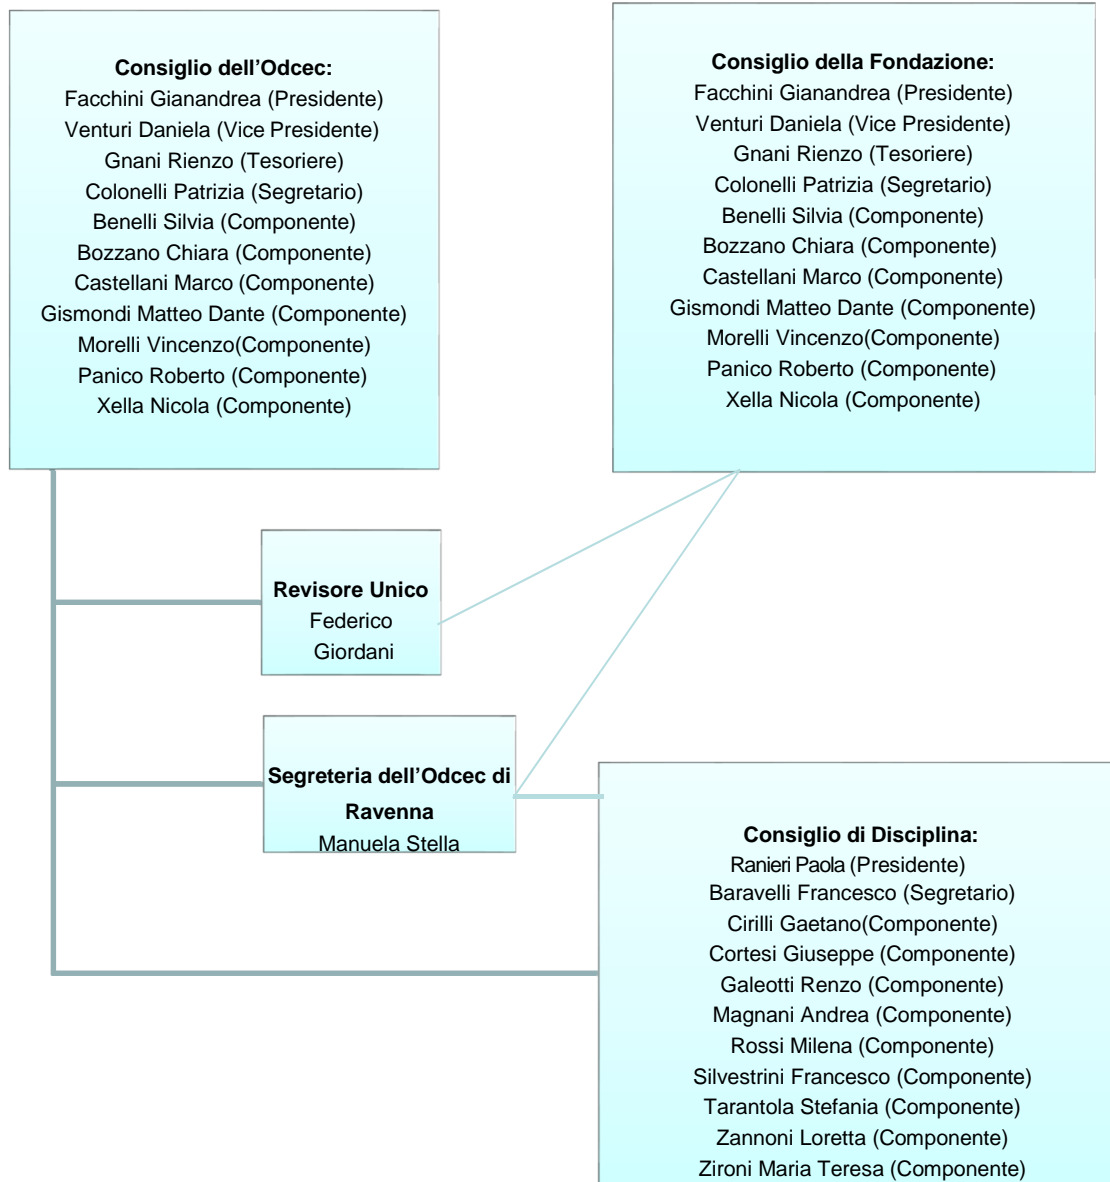 Consiglio dell’Odcec:
Facchini Gianandrea (Presidente)
Venturi Daniela (Vice Presidente)
Gnani Rienzo (Tesoriere)
Colonelli Patrizia (Segretario)
Benelli Silvia (Componente)
Bozzano Chiara (Componente)
Castellani Marco (Componente)
Gismondi Matteo Dante (Componente)
Morelli Vincenzo(Componente)
Panico Roberto (Componente)
Xella Nicola (Componente)
Consiglio della Fondazione:
Facchini Gianandrea (Presidente)
Venturi Daniela (Vice Presidente)
Gnani Rienzo (Tesoriere)
Colonelli Patrizia (Segretario)
Benelli Silvia (Componente)
Bozzano Chiara (Componente)
Castellani Marco (Componente)
Gismondi Matteo Dante (Componente)
Morelli Vincenzo(Componente)
Panico Roberto (Componente)
Xella Nicola (Componente)
Revisore Unico
Federico
Giordani
Segreteria dell’Odcec di
Ravenna
Manuela Stella
Consiglio di Disciplina:
Ranieri Paola (Presidente)
Baravelli Francesco (Segretario)
Cirilli Gaetano(Componente)
Cortesi Giuseppe (Componente)
Galeotti Renzo (Componente)
Magnani Andrea (Componente)
Rossi Milena (Componente)
Silvestrini Francesco (Componente)
Tarantola Stefania (Componente)
Zannoni Loretta (Componente)
Zironi Maria Teresa (Componente)